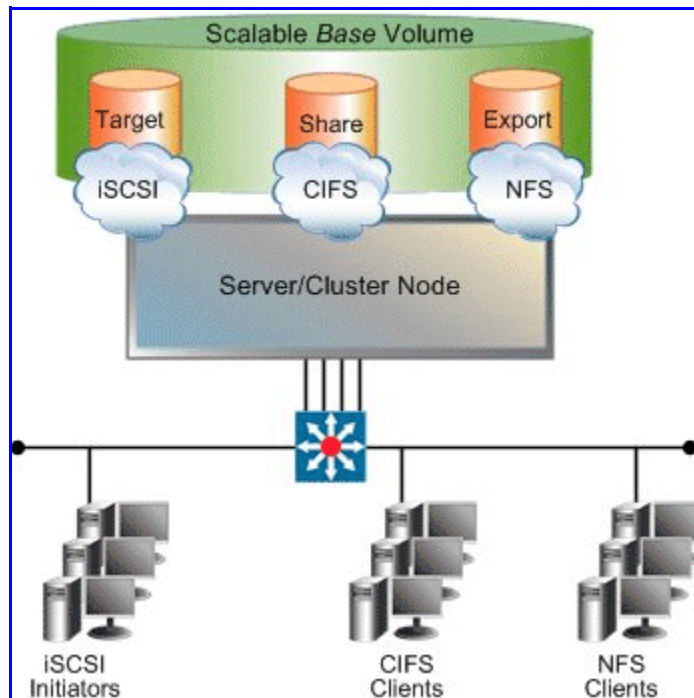 Scalable Base Volume
Target
Share
Export
iSCSI
CIFS
NFS
Server/Cluster Node
iSCSI
Initiators
CIFS
Clients
NFS
Clients